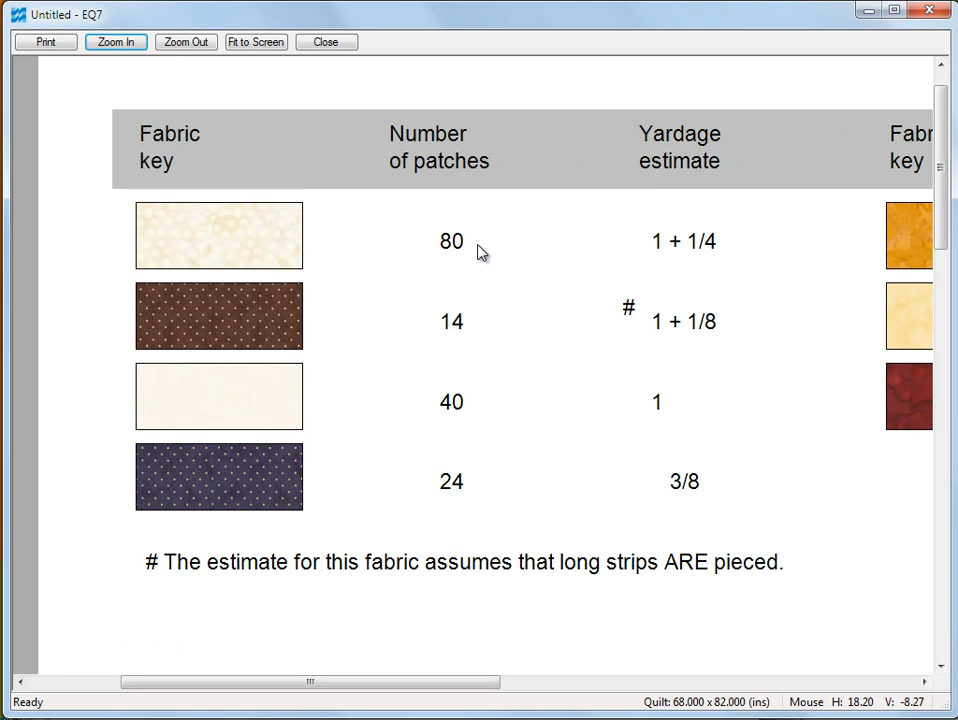 Untitled - EQ7
Print Zoom In Zoom Out Fit to Screen Close
Fabric key Number of patches Yardage estimate Fabr key
80 1 + 1/4
14 # 1 + 1/8
40 1
24 3/8
# The estimate for this fabric assumes that long strips ARE pieced.
Ready Quilt: 68.000 x 82.000 (ins) Mouse H: 18.20 V: -8.27